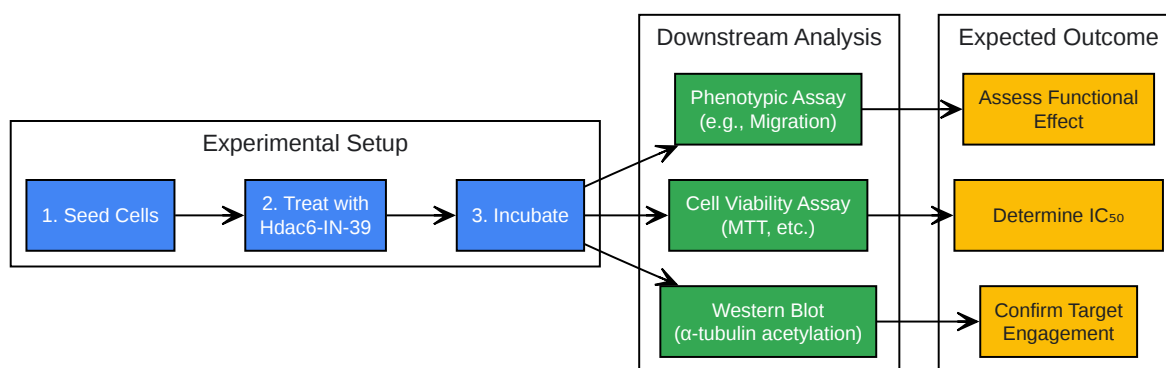 Experimental Setup
1. Seed Cells
2. Treat with
Hdac6-IN-39
3. Incubate
Downstream Analysis
Phenotypic Assay
(e.g., Migration)
Cell Viability Assay
(MTT, etc.)
Western Blot
(α-tubulin acetylation)
Expected Outcome
Assess Functional
Effect
Determine IC₅₀
Confirm Target
Engagement